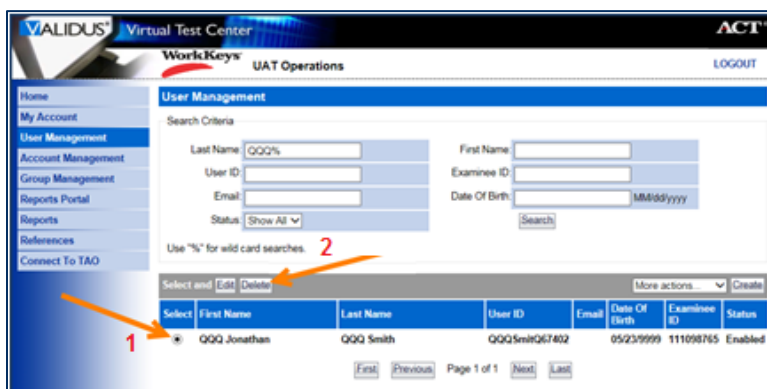 VALIDUS® Virtual Test Center ACT®
WorkKeys® UAT Operations LOGOUT
Home
My Account
User Management
Account Management
Group Management
Reports Portal
Reports
References
Connect To TAO
User Management
Search Criteria
Last Name: QQQ% First Name:
User ID: Examinee ID:
Email: Date Of Birth: MM/dd/yyyy
Status: Show All Search
Use "%" for wild card searches. 2
Select and Edit Delete More actions... Create
Select First Name Last Name User ID Email Date Of Birth Examinee ID Status
1 QQQ Jonathan QQQ Smith QQQSmitQ67402 05/23/9999 111098765 Enabled
First Previous Page 1 of 1 Next Last